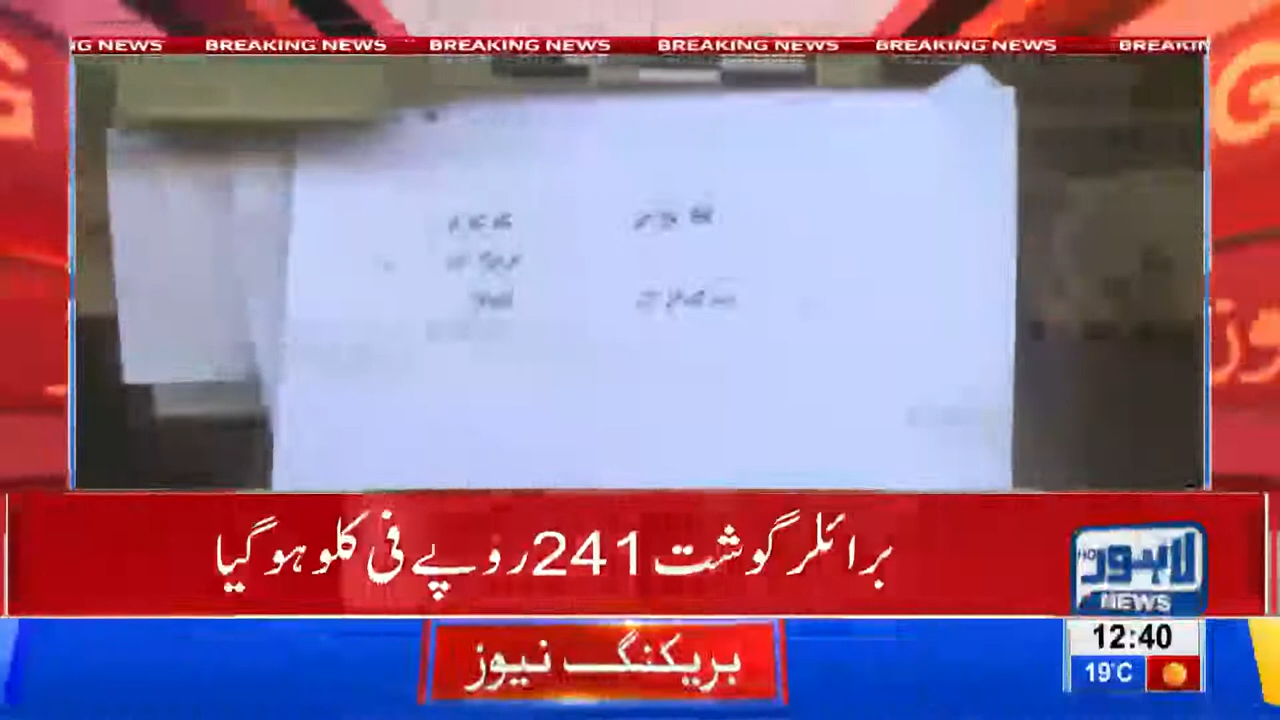 BREAKING NEWS BREAKING NEWS BREAKING NEWS BREAKING NEWS
برائلر گوشت 241 روپے فی کلو ہو گیا
لاہور HD
NEWS
12:40
بریکنگ نیوز
19°C